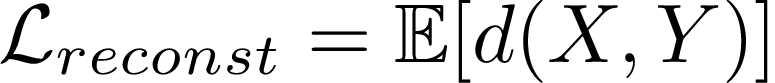 $\mathcal{L}_{reconst} = \mathbb{E}[d(X, Y)]$